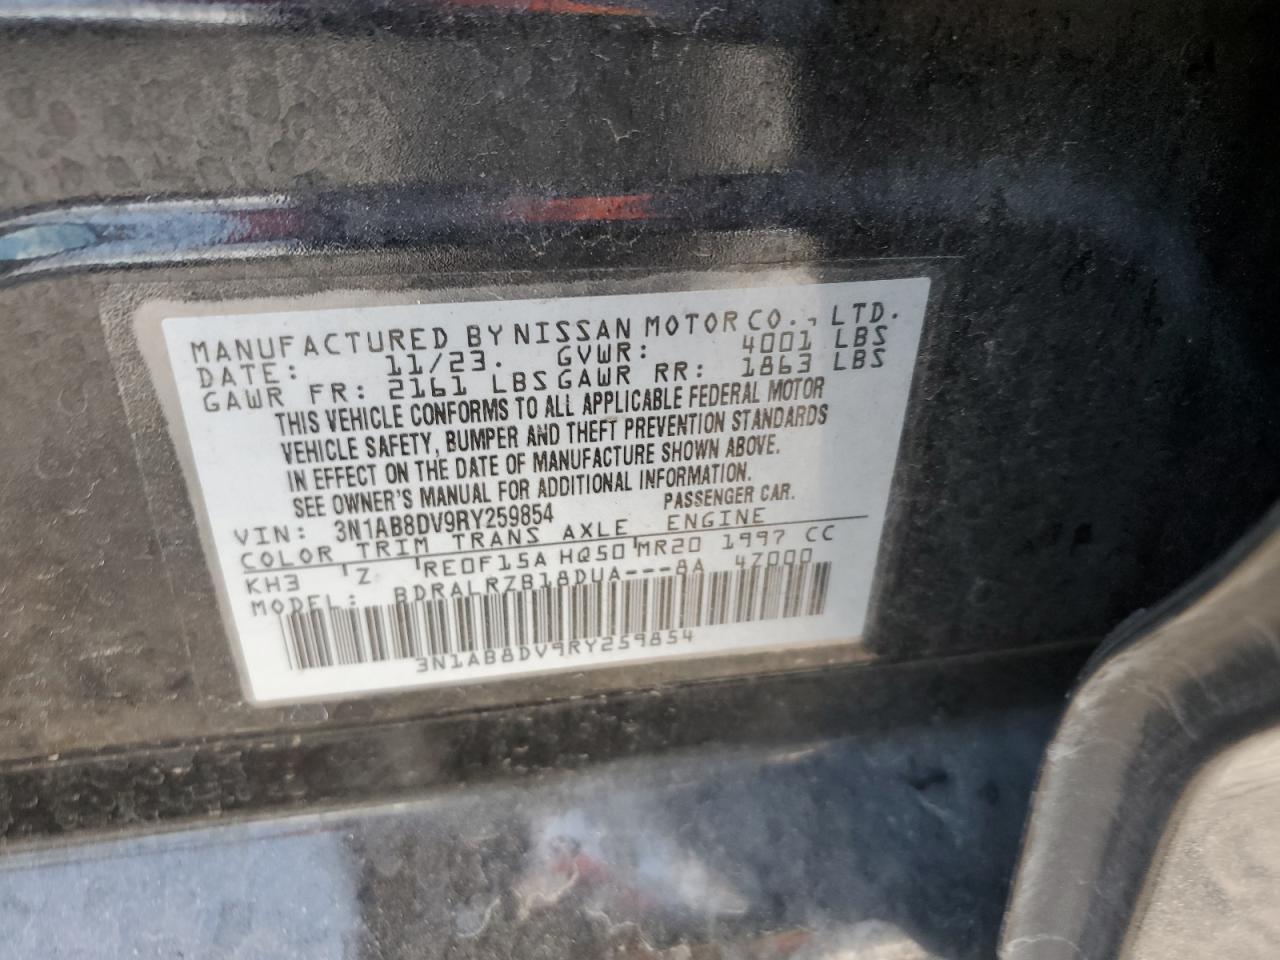 MANUFACTURED BY NISSAN MOTOR CO., LTD.
DATE: 11/23. GVWR: 4001 LBS
GAWR FR: 2161 LBS GAWR RR: 1863 LBS
THIS VEHICLE CONFORMS TO ALL APPLICABLE FEDERAL MOTOR
VEHICLE SAFETY, BUMPER AND THEFT PREVENTION STANDARDS
IN EFFECT ON THE DATE OF MANUFACTURE SHOWN ABOVE.
SEE OWNER'S MANUAL FOR ADDITIONAL INFORMATION.
VIN: 3N1AB8DV9RY259854 PASSENGER CAR.
COLOR TRIM TRANS AXLE ENGINE
KH3 Z RE0F15A HQ50 MR20 1997 CC
MODEL: BDRALRZB18DUA---8A 47000
3N1AB8DV9RY259854